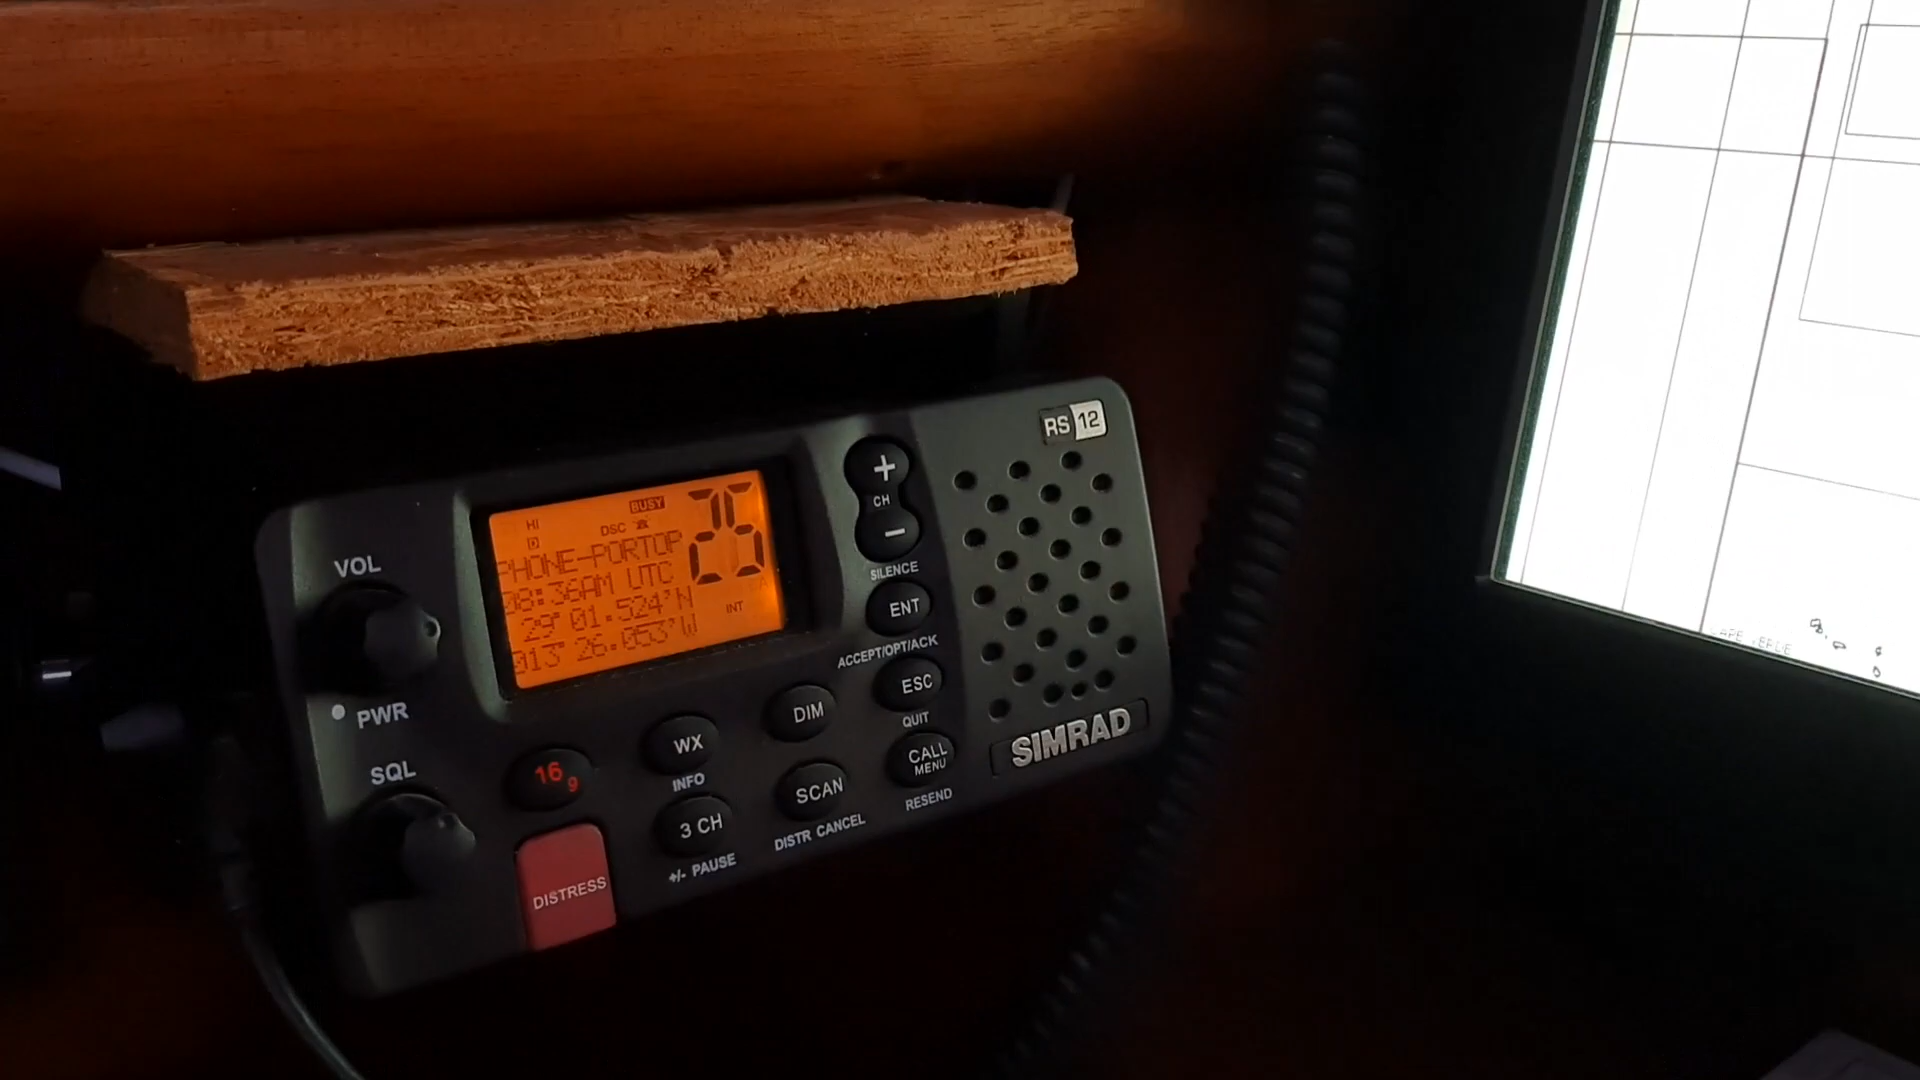 RS 12
+
CH
-
SILENCE
ENT
ACCEPT/OPT/ACK
ESC
QUIT
CALL
MENU
RESEND
SIMRAD
VOL
PWR
SQL
HI
D
BUSY
DSC
PHONE-PORTOP
08:36AM UTC
29° 01.524'N
013° 26.053'W
INT
DIM
16 9
WX
INFO
SCAN
DISTR CANCEL
3 CH
+/- PAUSE
DISTRESS